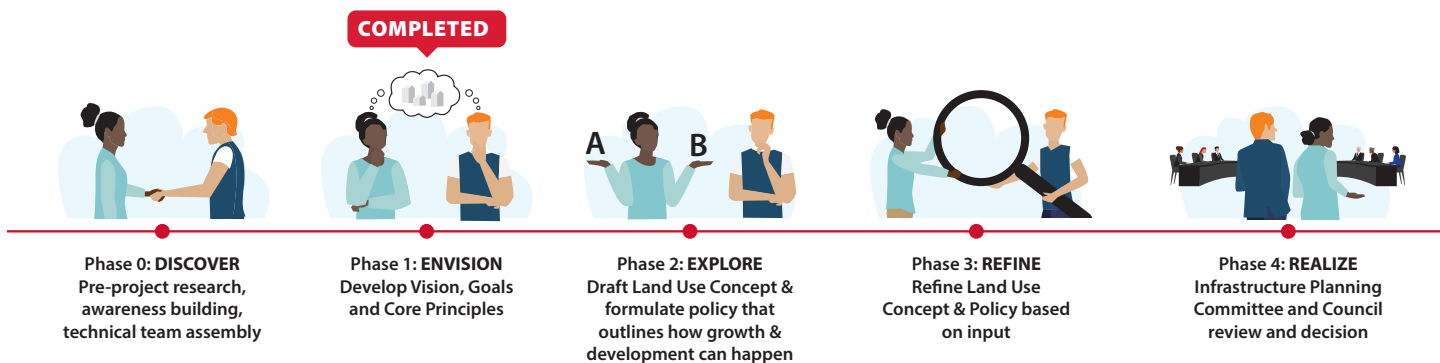 COMPLETED
A
B
Phase 0: DISCOVER
Pre-project research,
awareness building,
technical team assembly
Phase 1: ENVISION
Develop Vision, Goals
and Core Principles
Phase 2: EXPLORE
Draft Land Use Concept &
formulate policy that
outlines how growth &
development can happen
Phase 3: REFINE
Refine Land Use
Concept & Policy based
on input
Phase 4: REALIZE
Infrastructure Planning
Committee and Council
review and decision